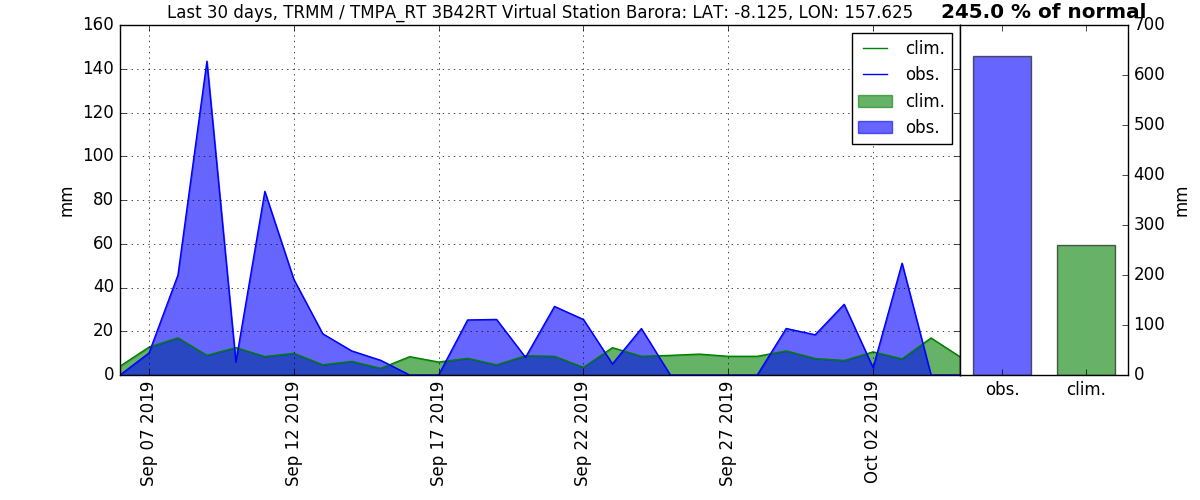 Last 30 days, TRMM / TMPA_RT 3B42RT Virtual Station Barora: LAT: -8.125, LON: 157.625
245.0 % of normal
160
140
120
100
80
60
40
20
0
mm
clim.
obs.
clim.
obs.
700
600
500
400
300
200
100
0
mm
obs.
clim.
Sep 07 2019
Sep 12 2019
Sep 17 2019
Sep 22 2019
Sep 27 2019
Oct 02 2019